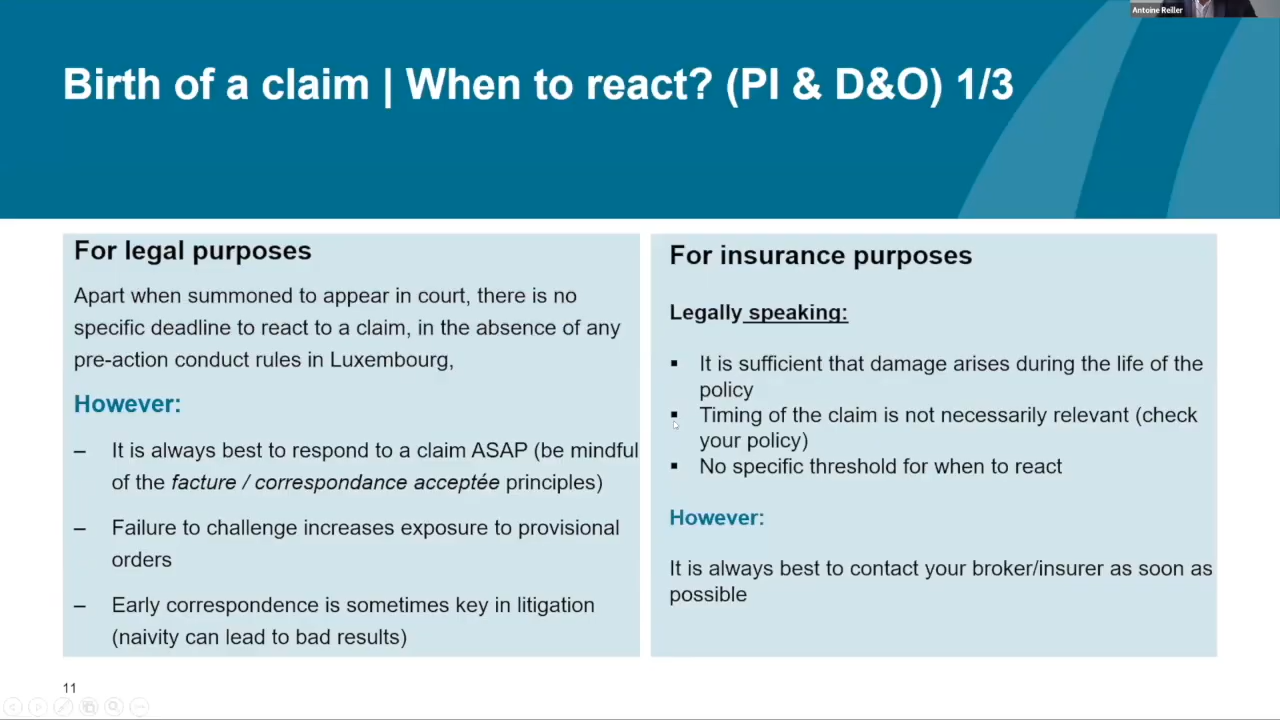 Antoine Reiller
Birth of a claim | When to react? (PI & D&O) 1/3
For legal purposes
Apart when summoned to appear in court, there is no
specific deadline to react to a claim, in the absence of any
pre-action conduct rules in Luxembourg,
However:
– It is always best to respond to a claim ASAP (be mindful
of the facture / correspondance acceptée principles)
– Failure to challenge increases exposure to provisional
orders
– Early correspondence is sometimes key in litigation
(naivity can lead to bad results)
For insurance purposes
Legally speaking:
▪ It is sufficient that damage arises during the life of the
policy
▪ Timing of the claim is not necessarily relevant (check
your policy)
▪ No specific threshold for when to react
However:
It is always best to contact your broker/insurer as soon as
possible
11